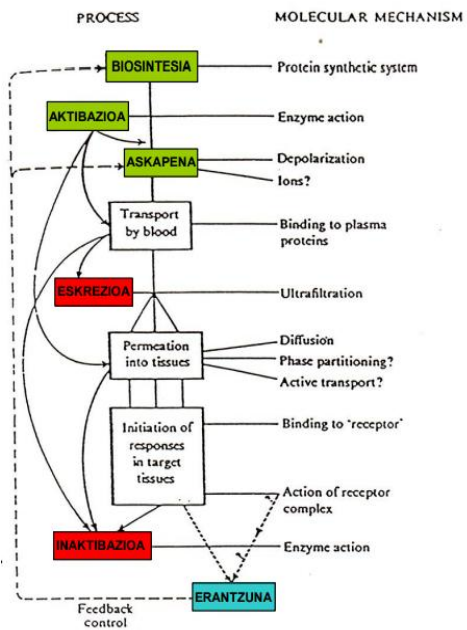 PROCESS
MOLECULAR MECHANISM
BIOSINTESIA
Protein synthetic system
AKTIBAZIOA
Enzyme action
ASKAPENA
Depolarization
Ions?
Transport
by blood
Binding to plasma
proteins
ESKREZIOA
Ultrafiltration
Permeation
into tissues
Diffusion
Phase partitioning?
Active transport?
Initiation of
responses
in target
tissues
Binding to 'receptor'
Action of receptor
complex
INAKTIBAZIOA
Enzyme action
ERANTZUNA
Feedback
control